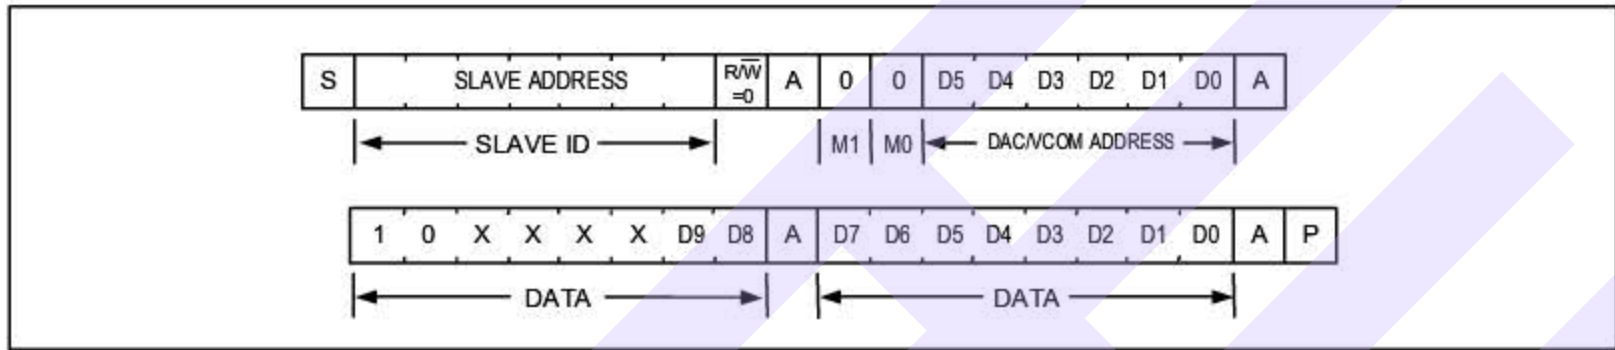 S SLAVE ADDRESS R/W̅ =0 A 0 0 D5 D4 D3 D2 D1 D0 A
SLAVE ID M1 M0 DAC/VCOM ADDRESS
1 0 X X X X D9 D8 A D7 D6 D5 D4 D3 D2 D1 D0 A P
DATA DATA